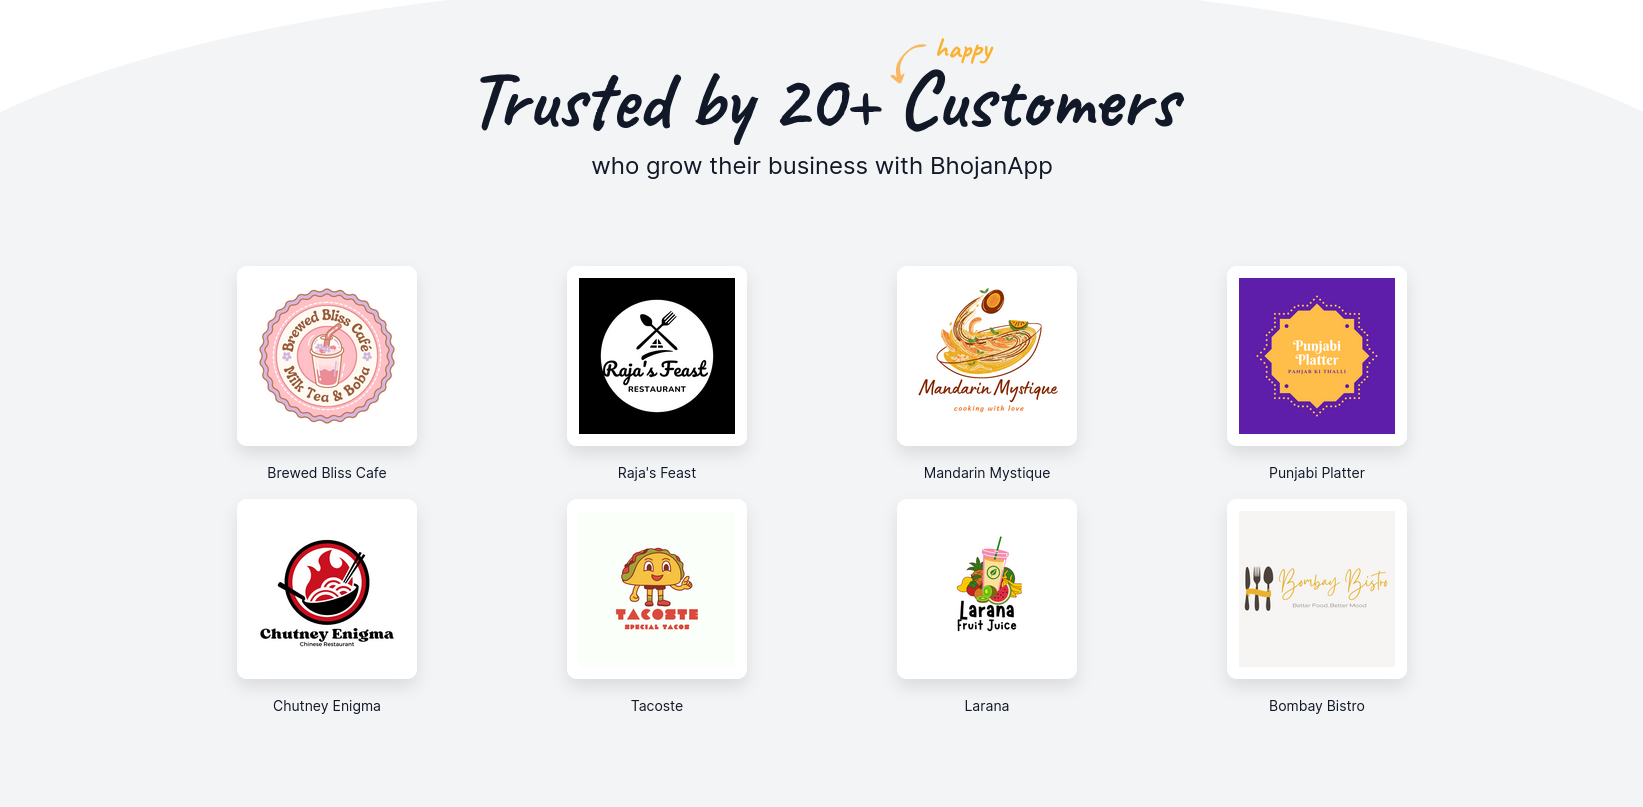 happy
Trusted by 20+ Customers
who grow their business with BhojanApp
Brewed Bliss Café
Milk Tea & Boba
Raja's Feast
RESTAURANT
Mandarin Mystique
cooking with love
Punjabi
Platter
PANJAB KI THALLI
Brewed Bliss Cafe
Raja's Feast
Mandarin Mystique
Punjabi Platter
Chutney Enigma
Chinese Restaurant
TACOSTE
SPECIAL TACOS
Larana
Fruit Juice
Bombay Bistro
Better Food, Better Mood
Chutney Enigma
Tacoste
Larana
Bombay Bistro